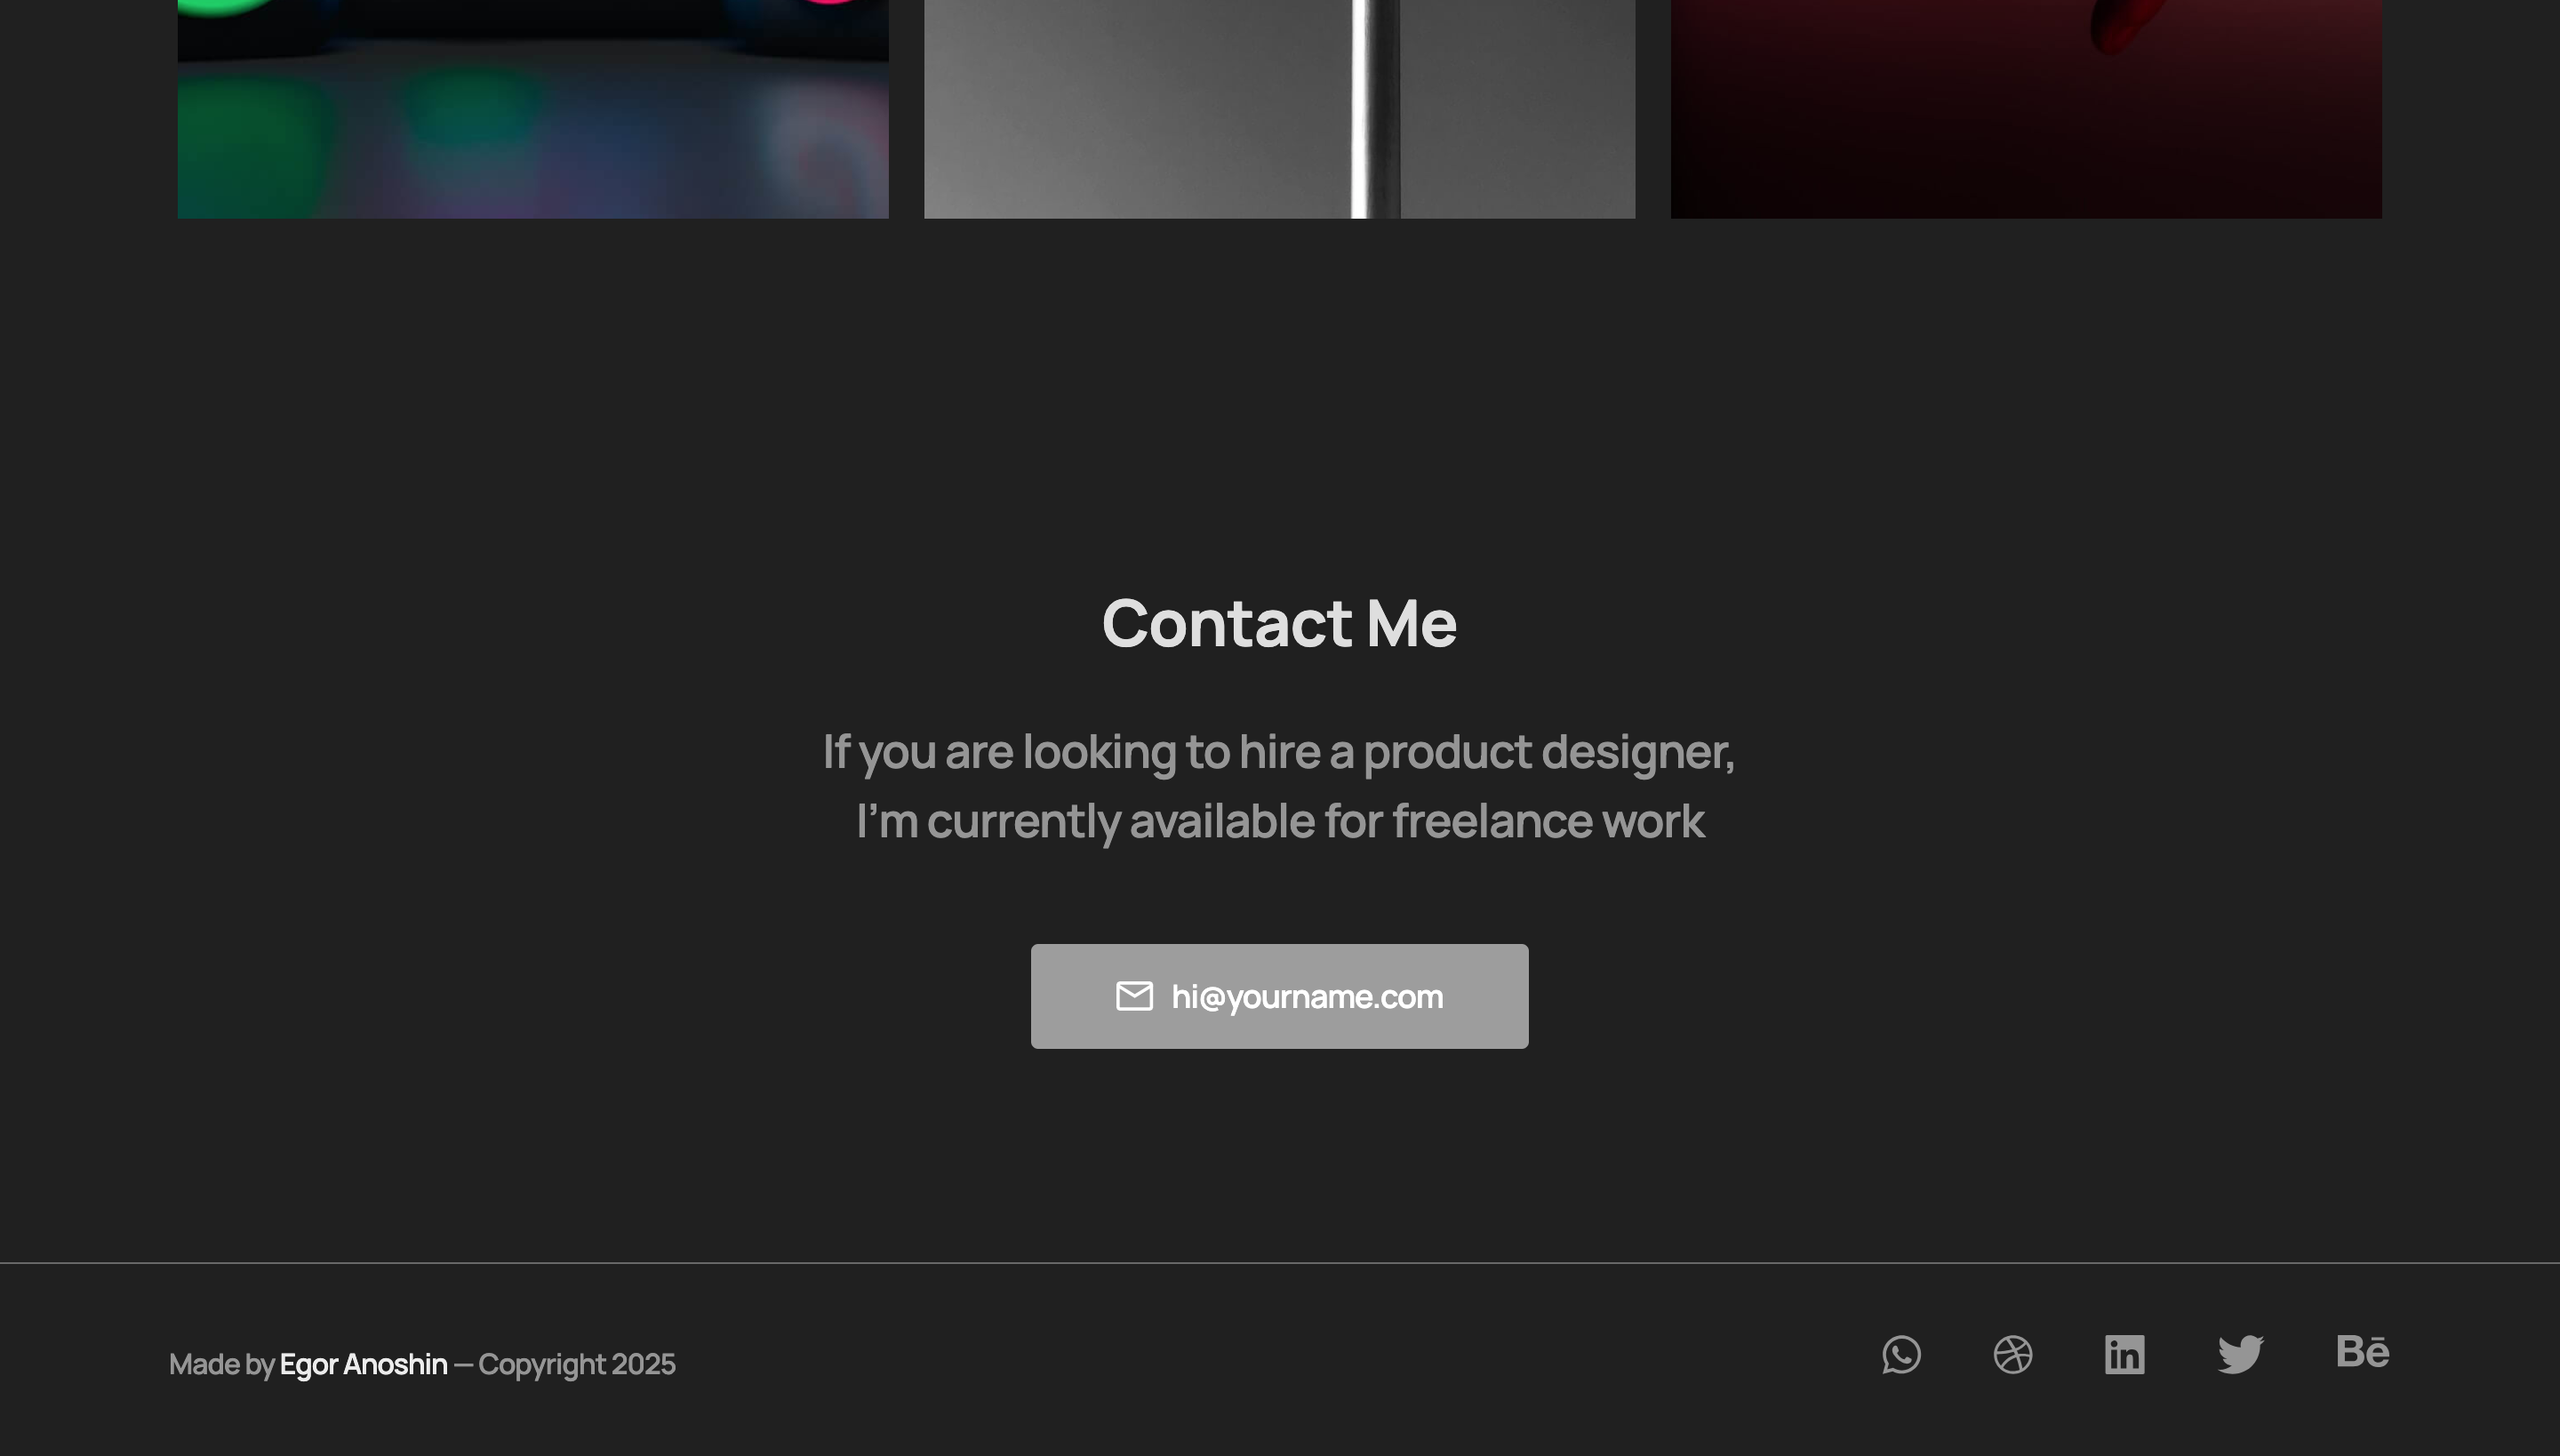 Contact Me
If you are looking to hire a product designer,
I’m currently available for freelance work
hi@yourname.com
Made by Egor Anoshin — Copyright 2025
in
Bē